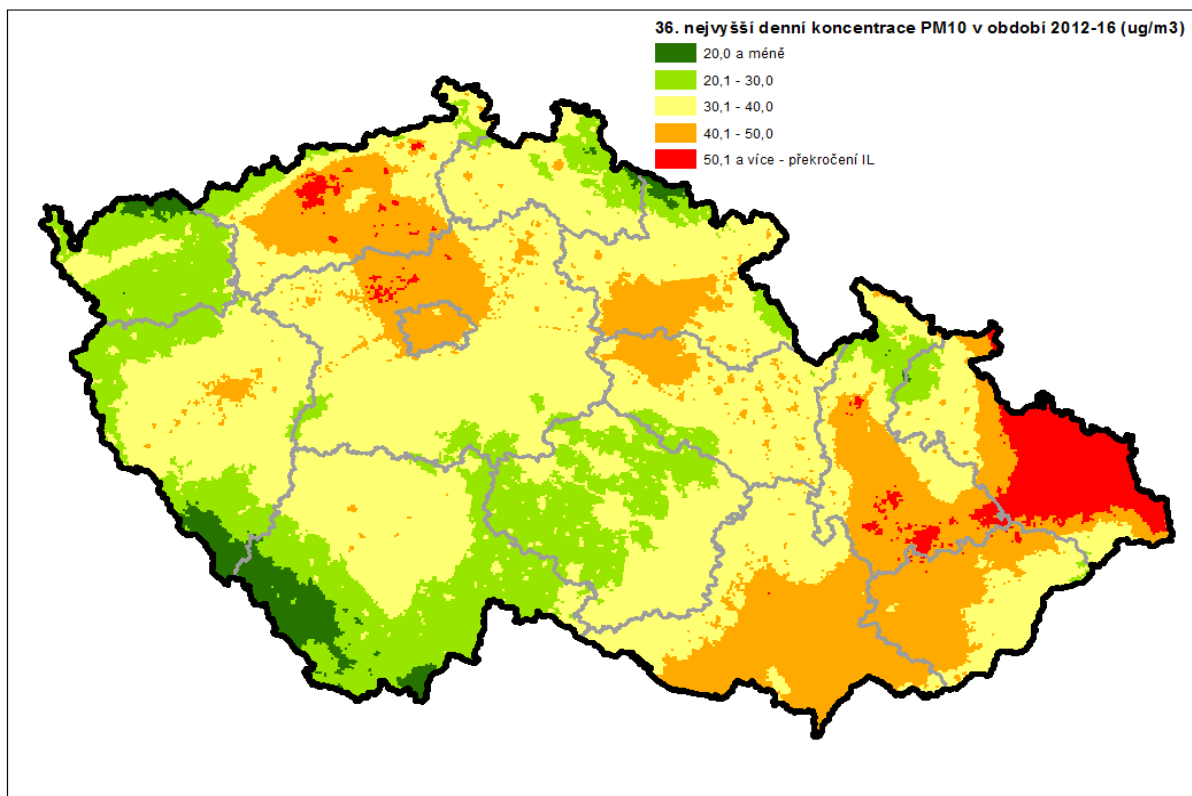 36. nejvyšší denní koncentrace PM10 v období 2012-16 (ug/m3)
20,0 a méně
20,1 - 30,0
30,1 - 40,0
40,1 - 50,0
50,1 a více - překročení IL